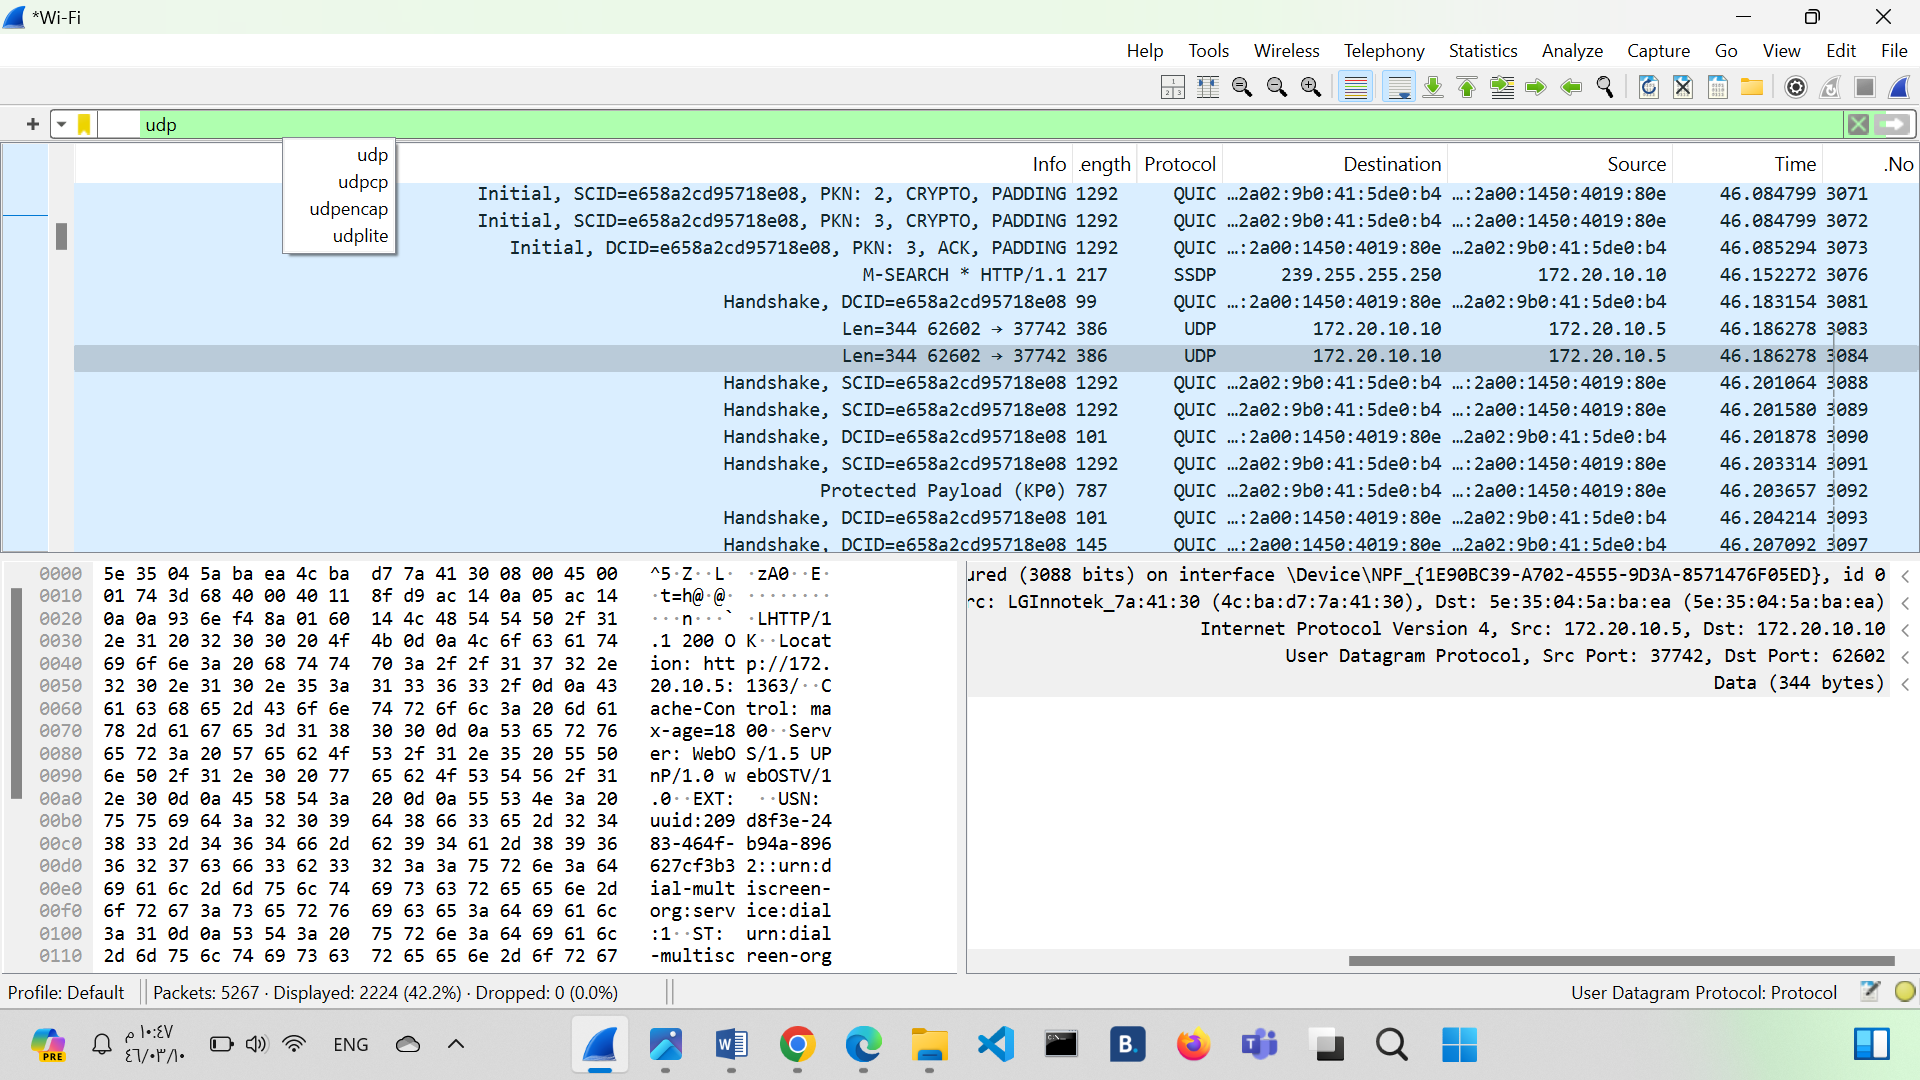 *Wi-Fi
File Edit View Go Capture Analyze Statistics Telephony Wireless Tools Help
udp
udp
udpcp
udpencap
udplite
No. Time Source Destination Protocol Length Info
3071 46.084799 2a00:1450:4019:80e:… 2a02:9b0:41:5de0:b4… QUIC 1292 Initial, SCID=e658a2cd95718e08, PKN: 2, CRYPTO, PADDING
3072 46.084799 2a00:1450:4019:80e:… 2a02:9b0:41:5de0:b4… QUIC 1292 Initial, SCID=e658a2cd95718e08, PKN: 3, CRYPTO, PADDING
3073 46.085294 2a02:9b0:41:5de0:b4… 2a00:1450:4019:80e:… QUIC 1292 Initial, DCID=e658a2cd95718e08, PKN: 3, ACK, PADDING
3076 46.152272 172.20.10.10 239.255.255.250 SSDP 217 M-SEARCH * HTTP/1.1
3081 46.183154 2a02:9b0:41:5de0:b4… 2a00:1450:4019:80e:… QUIC 99 Handshake, DCID=e658a2cd95718e08
3083 46.186278 172.20.10.5 172.20.10.10 UDP 386 37742 → 62602 Len=344
3084 46.186278 172.20.10.5 172.20.10.10 UDP 386 37742 → 62602 Len=344
3088 46.201064 2a00:1450:4019:80e:… 2a02:9b0:41:5de0:b4… QUIC 1292 Handshake, SCID=e658a2cd95718e08
3089 46.201580 2a00:1450:4019:80e:… 2a02:9b0:41:5de0:b4… QUIC 1292 Handshake, SCID=e658a2cd95718e08
3090 46.201878 2a02:9b0:41:5de0:b4… 2a00:1450:4019:80e:… QUIC 101 Handshake, DCID=e658a2cd95718e08
3091 46.203314 2a00:1450:4019:80e:… 2a02:9b0:41:5de0:b4… QUIC 1292 Handshake, SCID=e658a2cd95718e08
3092 46.203657 2a00:1450:4019:80e:… 2a02:9b0:41:5de0:b4… QUIC 787 Protected Payload (KP0)
3093 46.204214 2a02:9b0:41:5de0:b4… 2a00:1450:4019:80e:… QUIC 101 Handshake, DCID=e658a2cd95718e08
3097 46.207092 2a02:9b0:41:5de0:b4… 2a00:1450:4019:80e:… QUIC 145 Handshake, DCID=e658a2cd95718e08
0000 5e 35 04 5a ba ea 4c ba d7 7a 41 30 08 00 45 00 ^5·Z··L· ·zA0··E·
0010 01 74 3d 68 40 00 40 11 8f d9 ac 14 0a 05 ac 14 ·t=h@·@· ········
0020 0a 0a 93 6e f4 8a 01 60 14 4c 48 54 54 50 2f 31 ···n···` ·LHTTP/1
0030 2e 31 20 32 30 30 20 4f 4b 0d 0a 4c 6f 63 61 74 .1 200 O K··Locat
0040 69 6f 6e 3a 20 68 74 74 70 3a 2f 2f 31 37 32 2e ion: htt p://172.
0050 32 30 2e 31 30 2e 35 3a 31 33 36 33 2f 0d 0a 43 20.10.5: 1363/··C
0060 61 63 68 65 2d 43 6f 6e 74 72 6f 6c 3a 20 6d 61 ache-Con trol: ma
0070 78 2d 61 67 65 3d 31 38 30 30 0d 0a 53 65 72 76 x-age=18 00··Serv
0080 65 72 3a 20 57 65 62 4f 53 2f 31 2e 35 20 55 50 er: WebO S/1.5 UP
0090 6e 50 2f 31 2e 30 20 77 65 62 4f 53 54 56 2f 31 nP/1.0 w ebOSTV/1
00a0 2e 30 0d 0a 45 58 54 3a 20 0d 0a 55 53 4e 3a 20 .0··EXT: ··USN:
00b0 75 75 69 64 3a 32 30 39 64 38 66 33 65 2d 32 34 uuid:209 d8f3e-24
00c0 38 33 2d 34 36 34 66 2d 62 39 34 61 2d 38 39 36 83-464f- b94a-896
00d0 36 32 37 63 66 33 62 33 32 3a 3a 75 72 6e 3a 64 627cf3b3 2::urn:d
00e0 69 61 6c 2d 6d 75 6c 74 69 73 63 72 65 65 6e 2d ial-mult iscreen-
00f0 6f 72 67 3a 73 65 72 76 69 63 65 3a 64 69 61 6c org:serv ice:dial
0100 3a 31 0d 0a 53 54 3a 20 75 72 6e 3a 64 69 61 6c :1··ST: urn:dial
0110 2d 6d 75 6c 74 69 73 63 72 65 65 6e 2d 6f 72 67 -multisc reen-org
(3088 bits) on interface \Device\NPF_{1E90BC39-A702-4555-9D3A-8571476F05ED}, id 0
LGInnotek_7a:41:30 (4c:ba:d7:7a:41:30), Dst: 5e:35:04:5a:ba:ea (5e:35:04:5a:ba:ea)
Internet Protocol Version 4, Src: 172.20.10.5, Dst: 172.20.10.10
User Datagram Protocol, Src Port: 37742, Dst Port: 62602
Data (344 bytes)
Profile: Default
Packets: 5267 · Displayed: 2224 (42.2%) · Dropped: 0 (0.0%)
User Datagram Protocol: Protocol
PRE
١٠:٤٧ م
٤٦/٠٣/١٠
ENG
B.